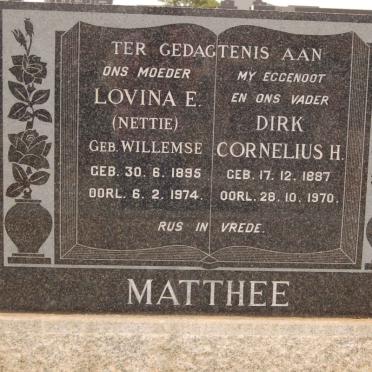 TER GEDAGTENIS AAN
ONS MOEDER
LOVINA E.
(NETTIE)
GEB. WILLEMSE
GEB. 30. 6. 1895
OORL. 6. 2. 1974.
MY EGGENOOT
EN ONS VADER
DIRK
CORNELIUS H.
GEB. 17. 12. 1887
OORL. 28. 10. 1970.
RUS IN VREDE.
MATTHEE